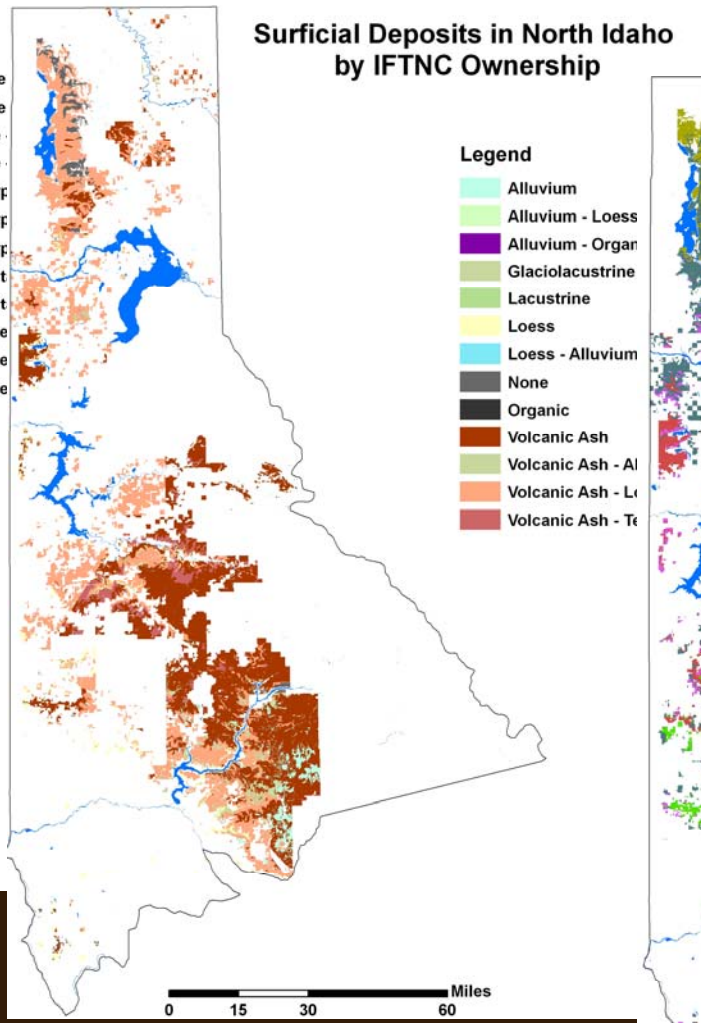 Surficial Deposits in North Idaho
by IFTNC Ownership
Legend
Alluvium
Alluvium - Loess
Alluvium - Organ
Glaciolacustrine
Lacustrine
Loess
Loess - Alluvium
None
Organic
Volcanic Ash
Volcanic Ash - Al
Volcanic Ash - Lo
Volcanic Ash - Te
Miles
0 15 30 60